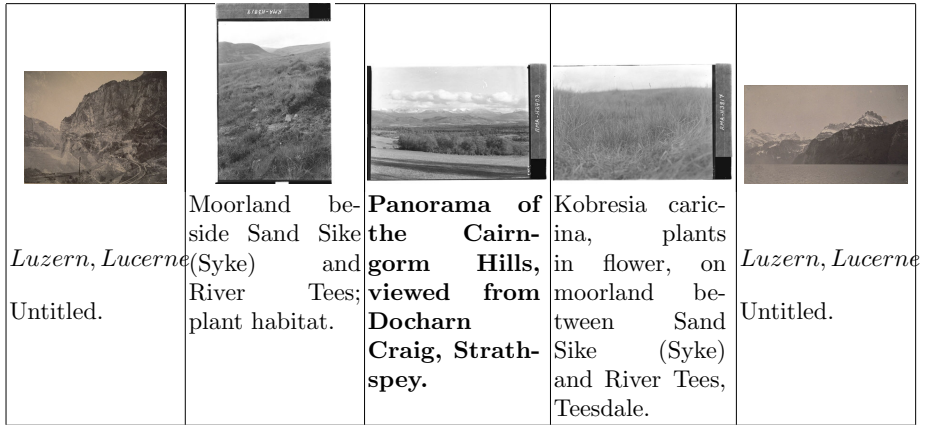 Luzern, Lucerne
Untitled.
Moorland be-
side Sand Sike
(Syke) and
River Tees;
plant habitat.
Panorama of
the Cairn-
gorm Hills,
viewed from
Docharn
Craig, Strath-
spey.
Kobresia caric-
ina, plants
in flower, on
moorland be-
tween Sand
Sike (Syke)
and River Tees,
Teesdale.
Luzern, Lucerne
Untitled.